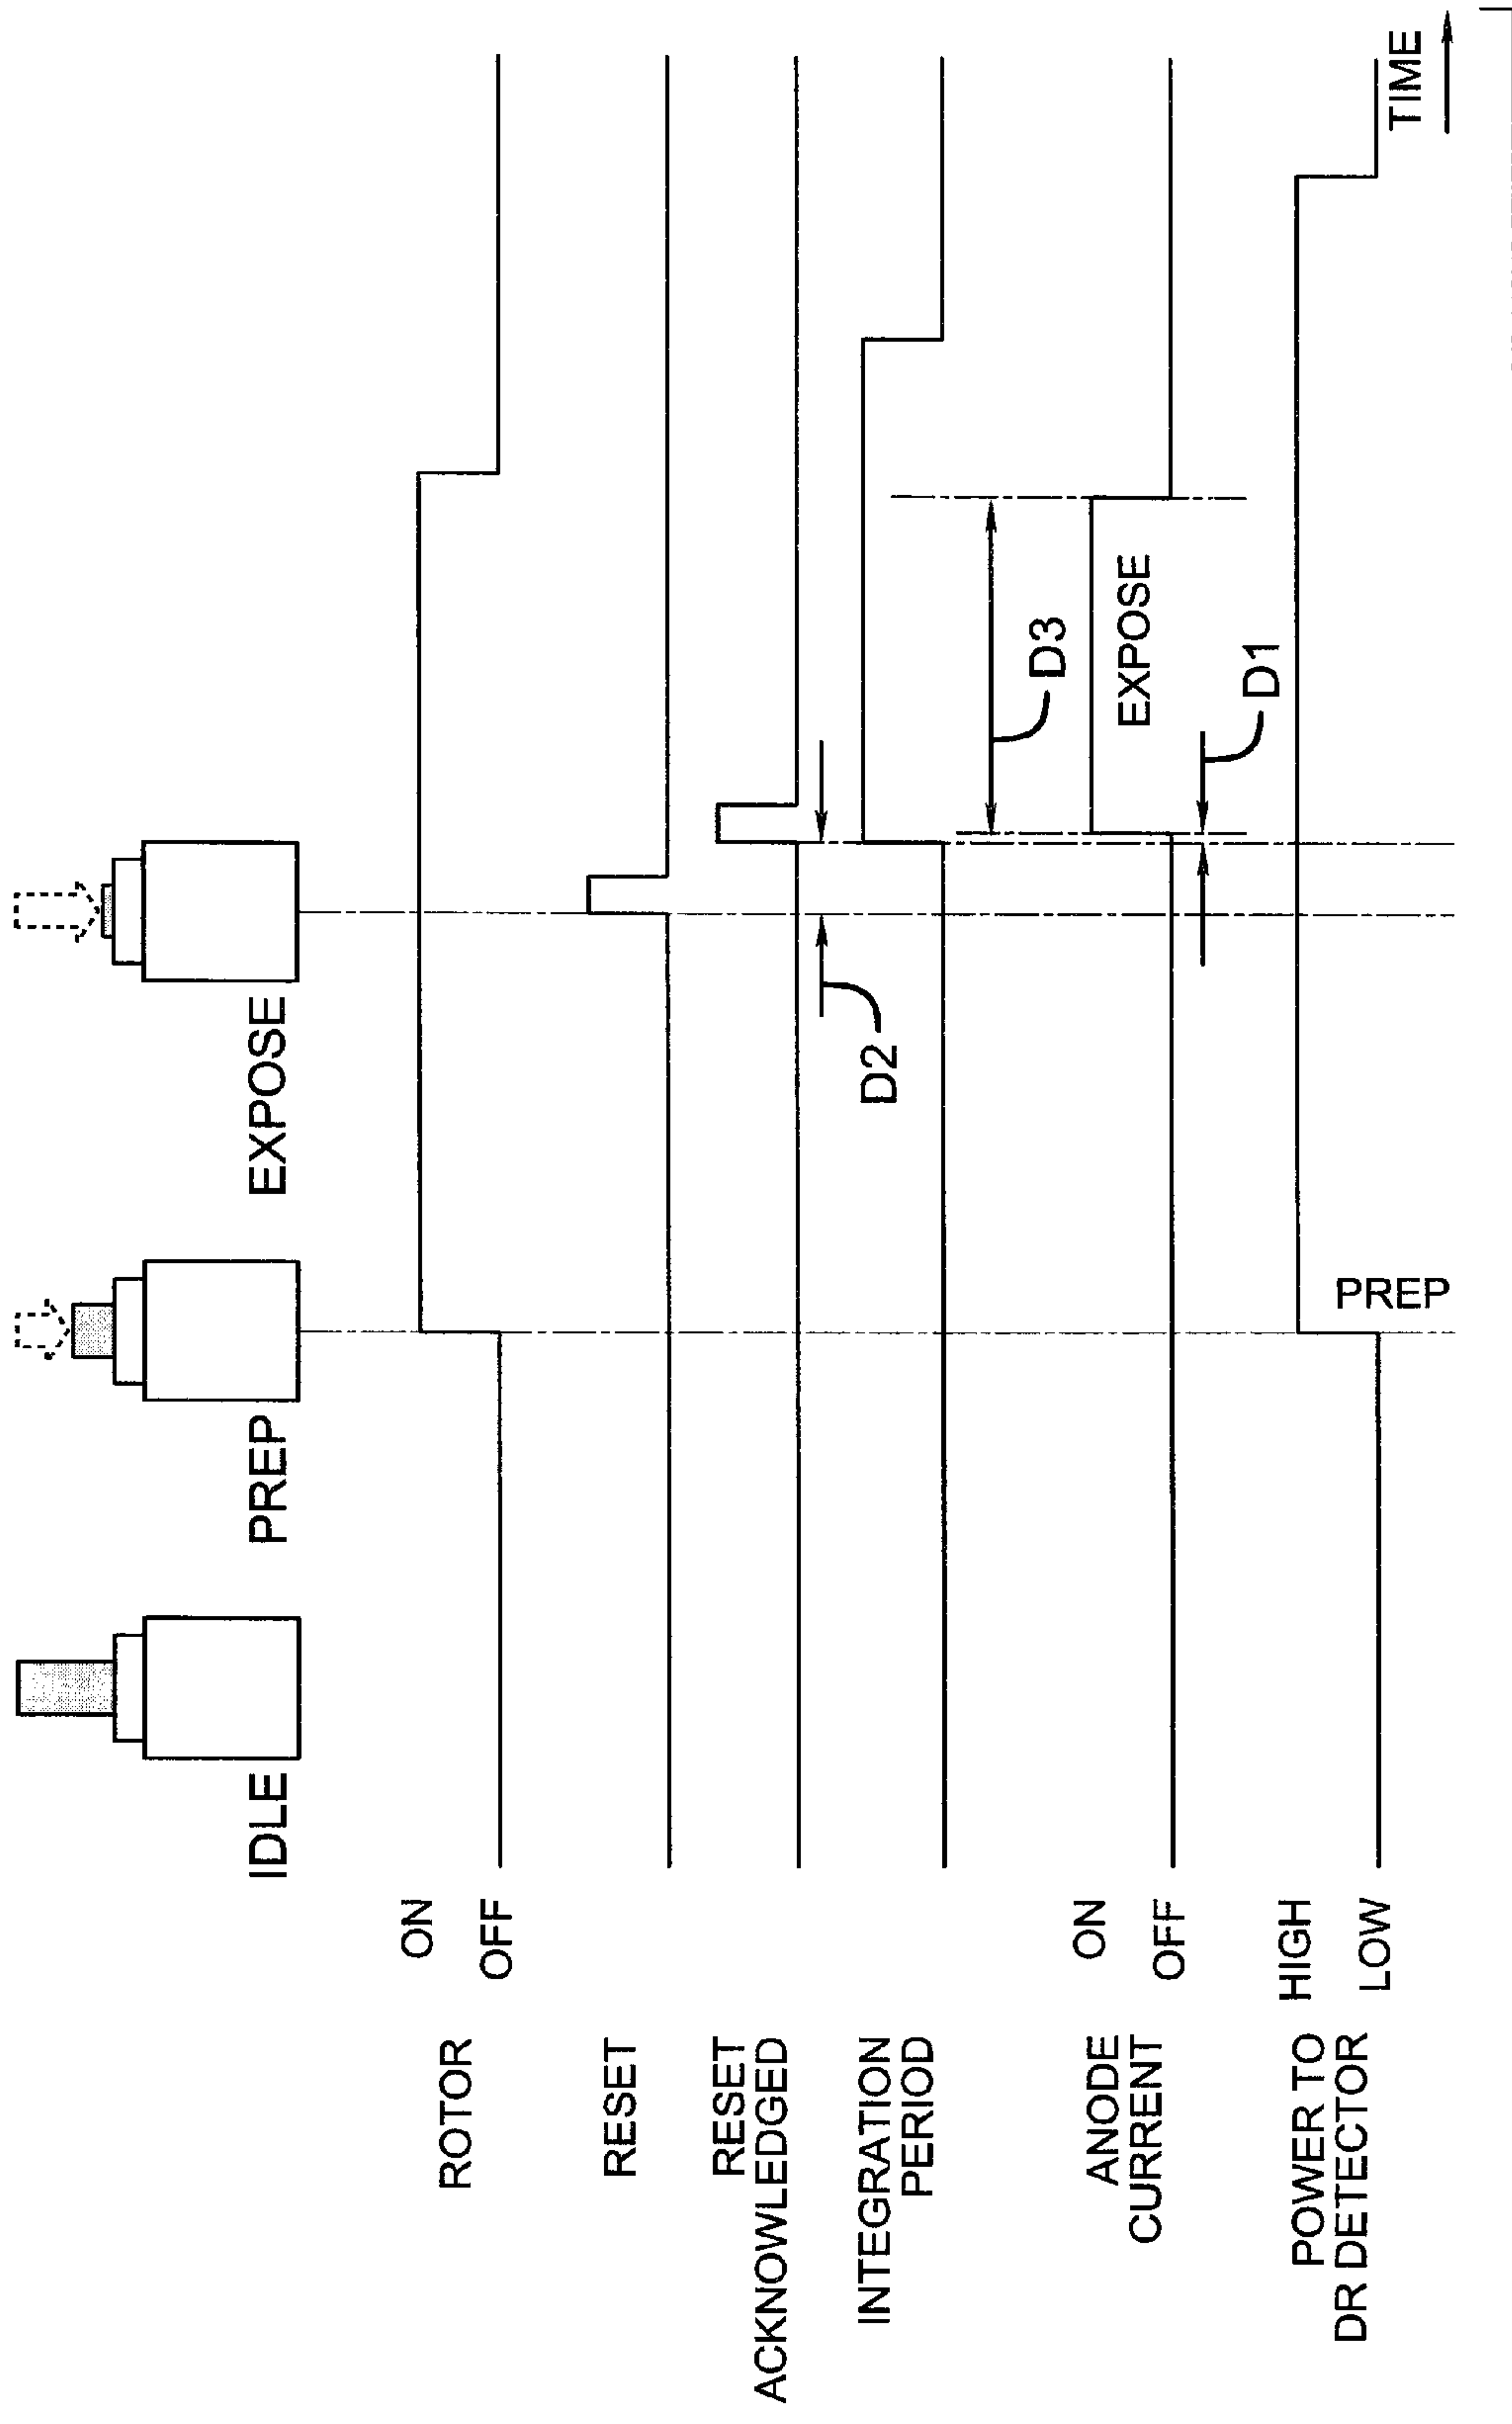 IDLE
PREP
EXPOSE
ROTOR
ON
OFF
RESET
RESET
ACKNOWLEDGED
D2
INTEGRATION
PERIOD
D3
ANODE
CURRENT
ON
OFF
EXPOSE
D1
POWER TO
DR DETECTOR
HIGH
LOW
PREP
TIME